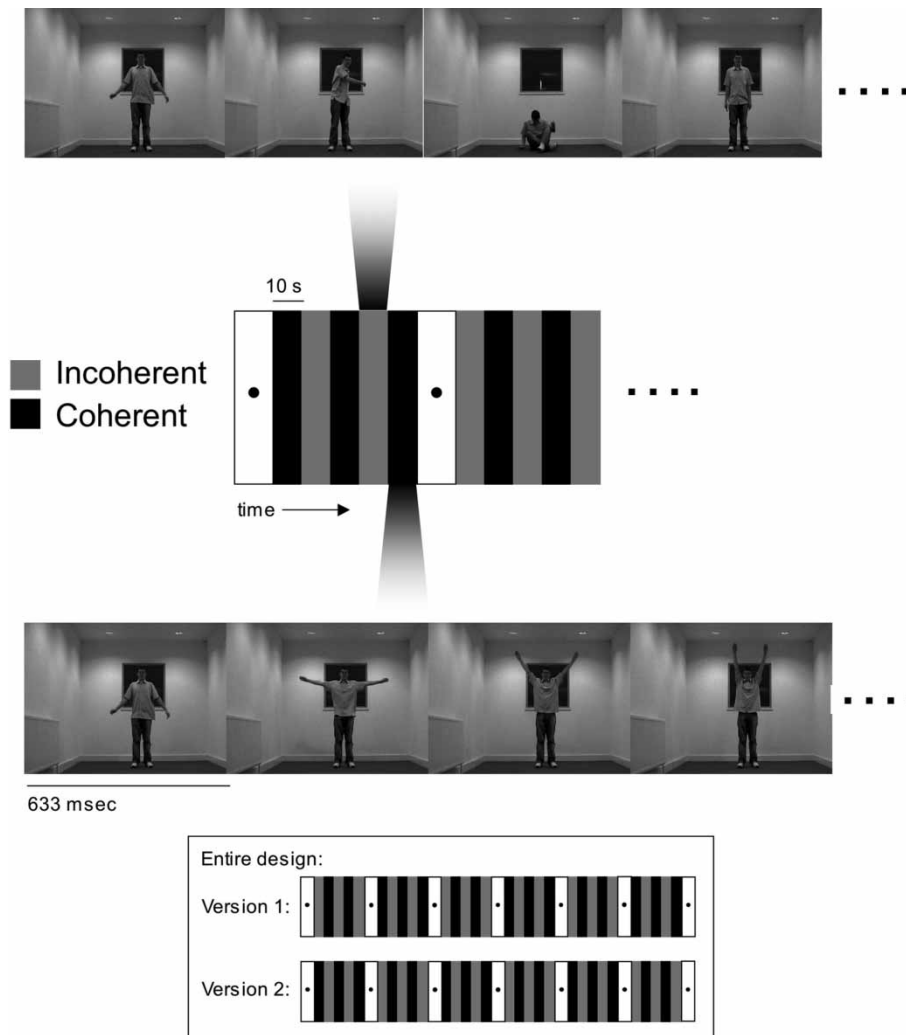 10 s
Incoherent
Coherent
time
633 msec
Entire design:
Version 1:
Version 2: